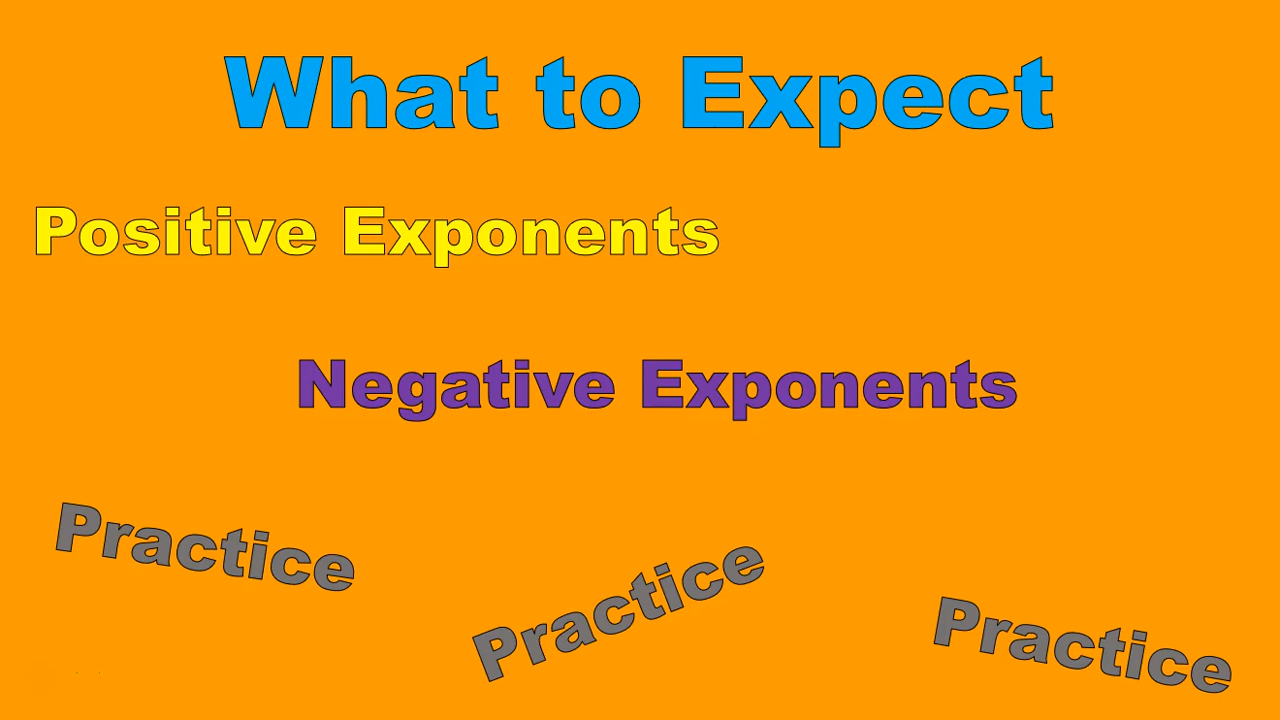 What to Expect
Positive Exponents
Negative Exponents
Practice
Practice
Practice